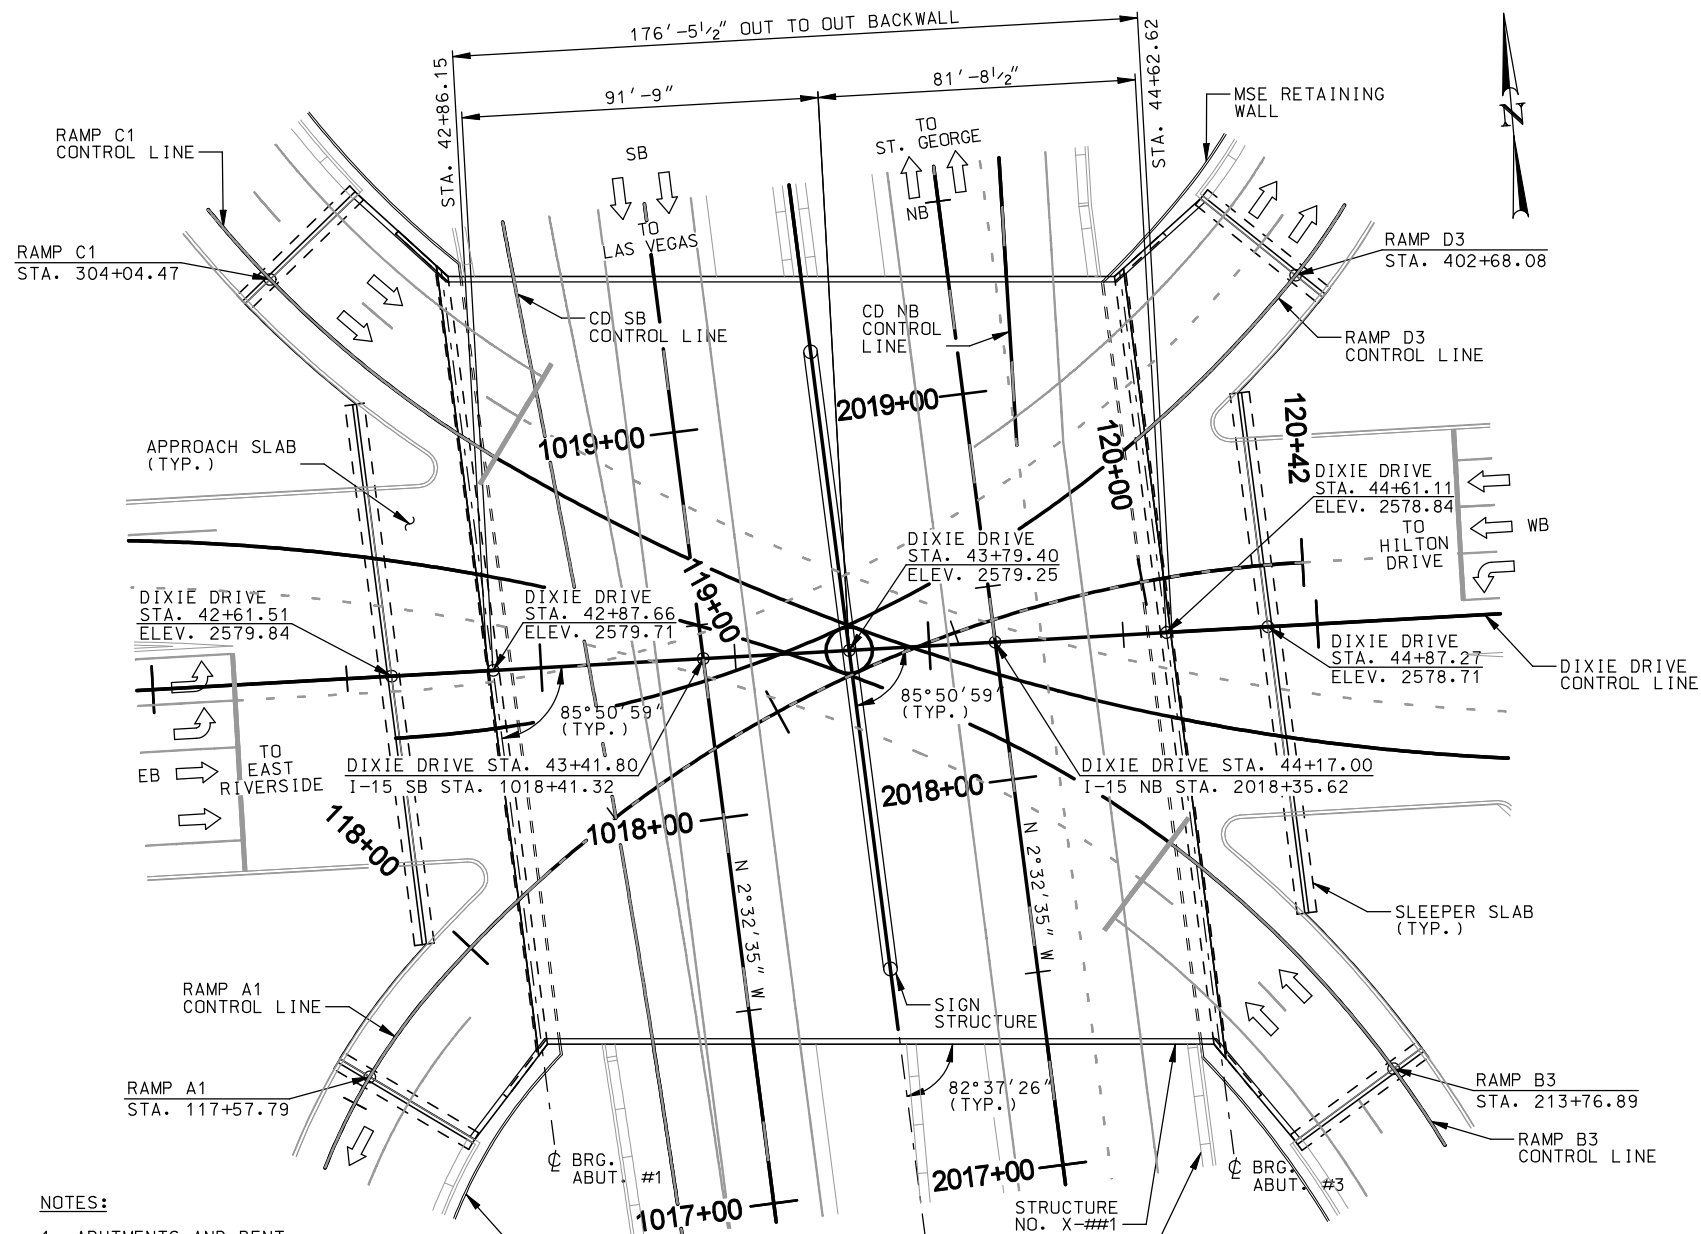 176'-5½" OUT TO OUT BACKWALL
STA. 42+86.15
STA. 44+62.62
91'-9"
81'-8½"
MSE RETAINING
WALL
N
RAMP C1
CONTROL LINE
SB
TO
LAS VEGAS
TO
ST. GEORGE
NB
RAMP C1
STA. 304+04.47
RAMP D3
STA. 402+68.08
CD SB
CONTROL LINE
CD NB
CONTROL
LINE
RAMP D3
CONTROL LINE
2019+00
1019+00
120+00
120+42
APPROACH SLAB
(TYP.)
DIXIE DRIVE
STA. 44+61.11
ELEV. 2578.84
TO
HILTON
DRIVE
WB
DIXIE DRIVE
STA. 43+79.40
ELEV. 2579.25
119+00
DIXIE DRIVE
STA. 42+61.51
ELEV. 2579.84
DIXIE DRIVE
STA. 42+87.66
ELEV. 2579.71
DIXIE DRIVE
STA. 44+87.27
ELEV. 2578.71
DIXIE DRIVE
CONTROL LINE
85°50'59"
(TYP.)
85°50'59"
(TYP.)
EB
TO
EAST
RIVERSIDE
DIXIE DRIVE STA. 43+41.80
I-15 SB STA. 1018+41.32
DIXIE DRIVE STA. 44+17.00
I-15 NB STA. 2018+35.62
2018+00
1018+00
118+00
N 2°32'35" W
N 2°32'35" W
SLEEPER SLAB
(TYP.)
RAMP A1
CONTROL LINE
SIGN
STRUCTURE
RAMP A1
STA. 117+57.79
82°37'26"
(TYP.)
RAMP B3
STA. 213+76.89
RAMP B3
CONTROL LINE
℄ BRG.
ABUT. #1
2017+00
℄ BRG.
ABUT. #3
1017+00
STRUCTURE
NO. X-##1
NOTES:
1. ABUTMENTS AND BENT